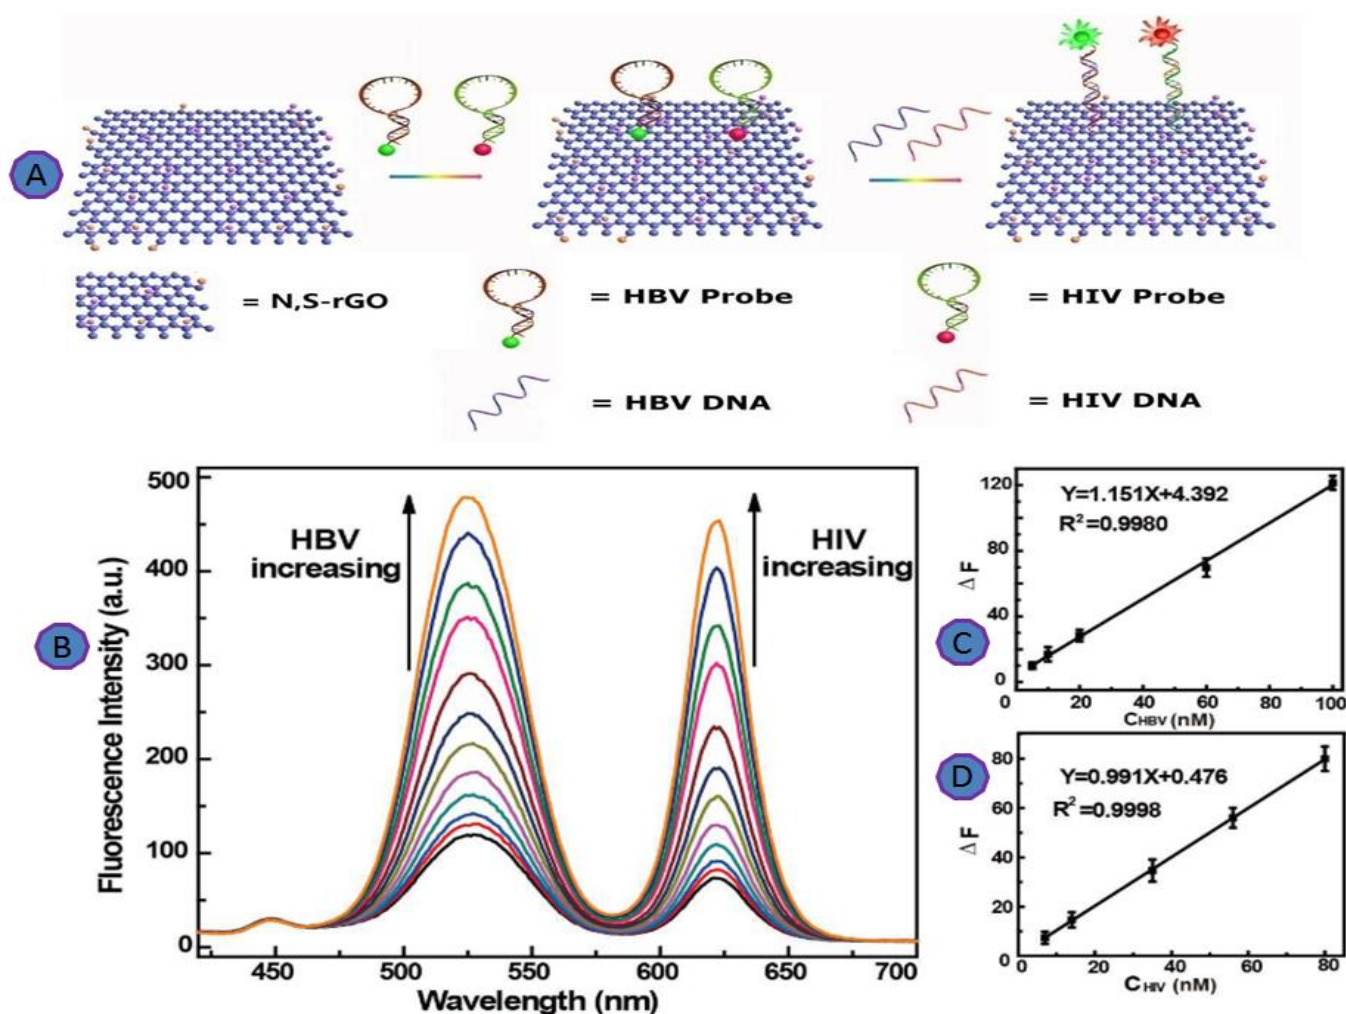 A
= N,S-rGO
= HBV Probe
= HIV Probe
= HBV DNA
= HIV DNA
B
Fluorescence Intensity (a.u.)
500
400
300
200
100
0
HBV
increasing
HIV
increasing
450
500
550
600
650
700
Wavelength (nm)
C
Δ F
120
80
40
0
Y=1.151X+4.392
R²=0.9980
0
20
40
60
80
100
CHBV (nM)
D
Δ F
80
60
40
20
0
Y=0.991X+0.476
R²=0.9998
0
20
40
60
80
CHIV (nM)